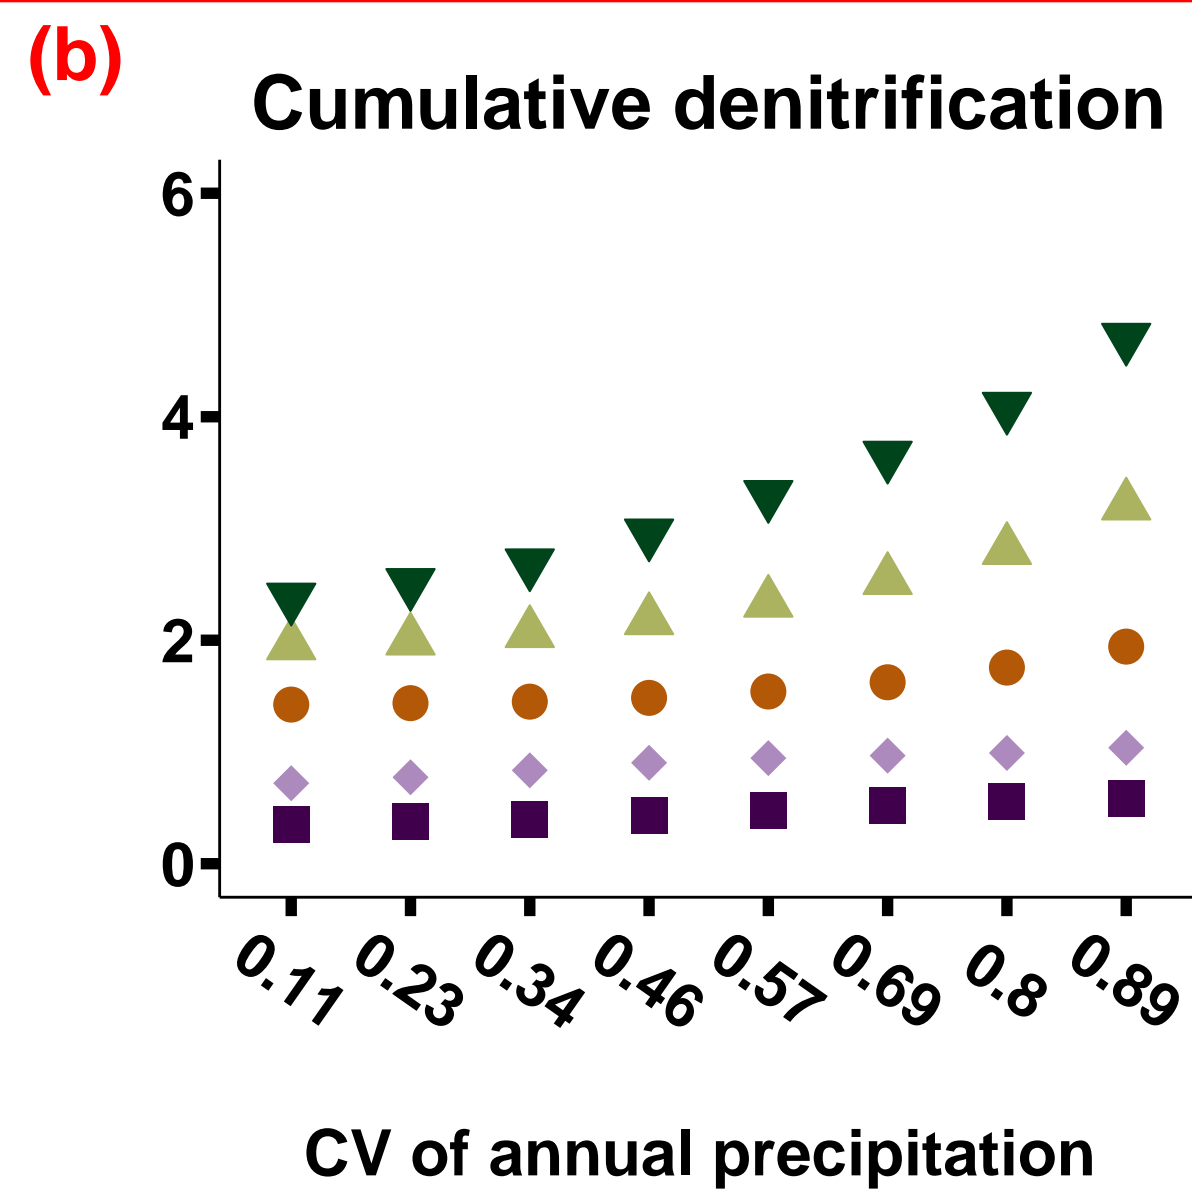 (b)
Cumulative denitrification
6
4
2
0
0.11 0.23 0.34 0.46 0.57 0.69 0.8 0.89
CV of annual precipitation